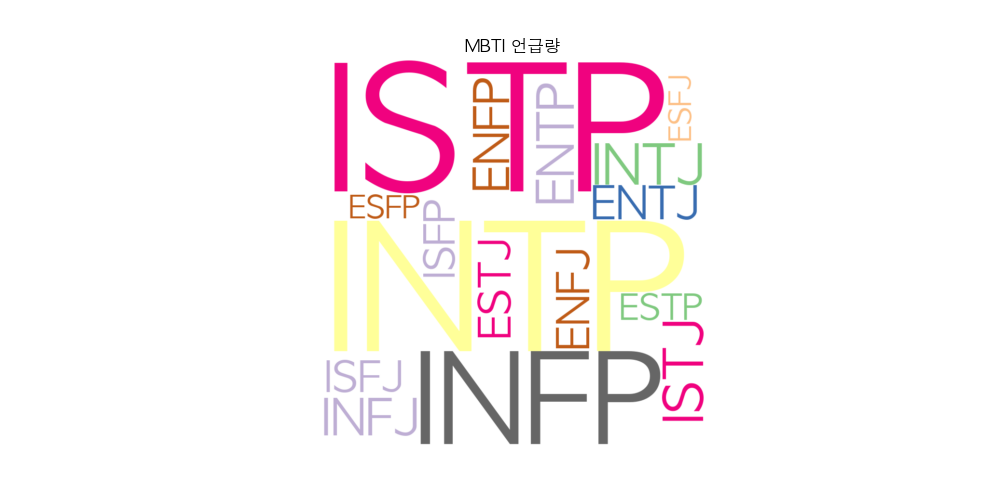 MBTI 언급량
ISTP
ENFP
ENTP
ESFJ
INTJ
ENTJ
ESFP
ISFP
INTP
ESTJ
ENFJ
ESTP
ISTJ
ISFJ
INFJ
INFP